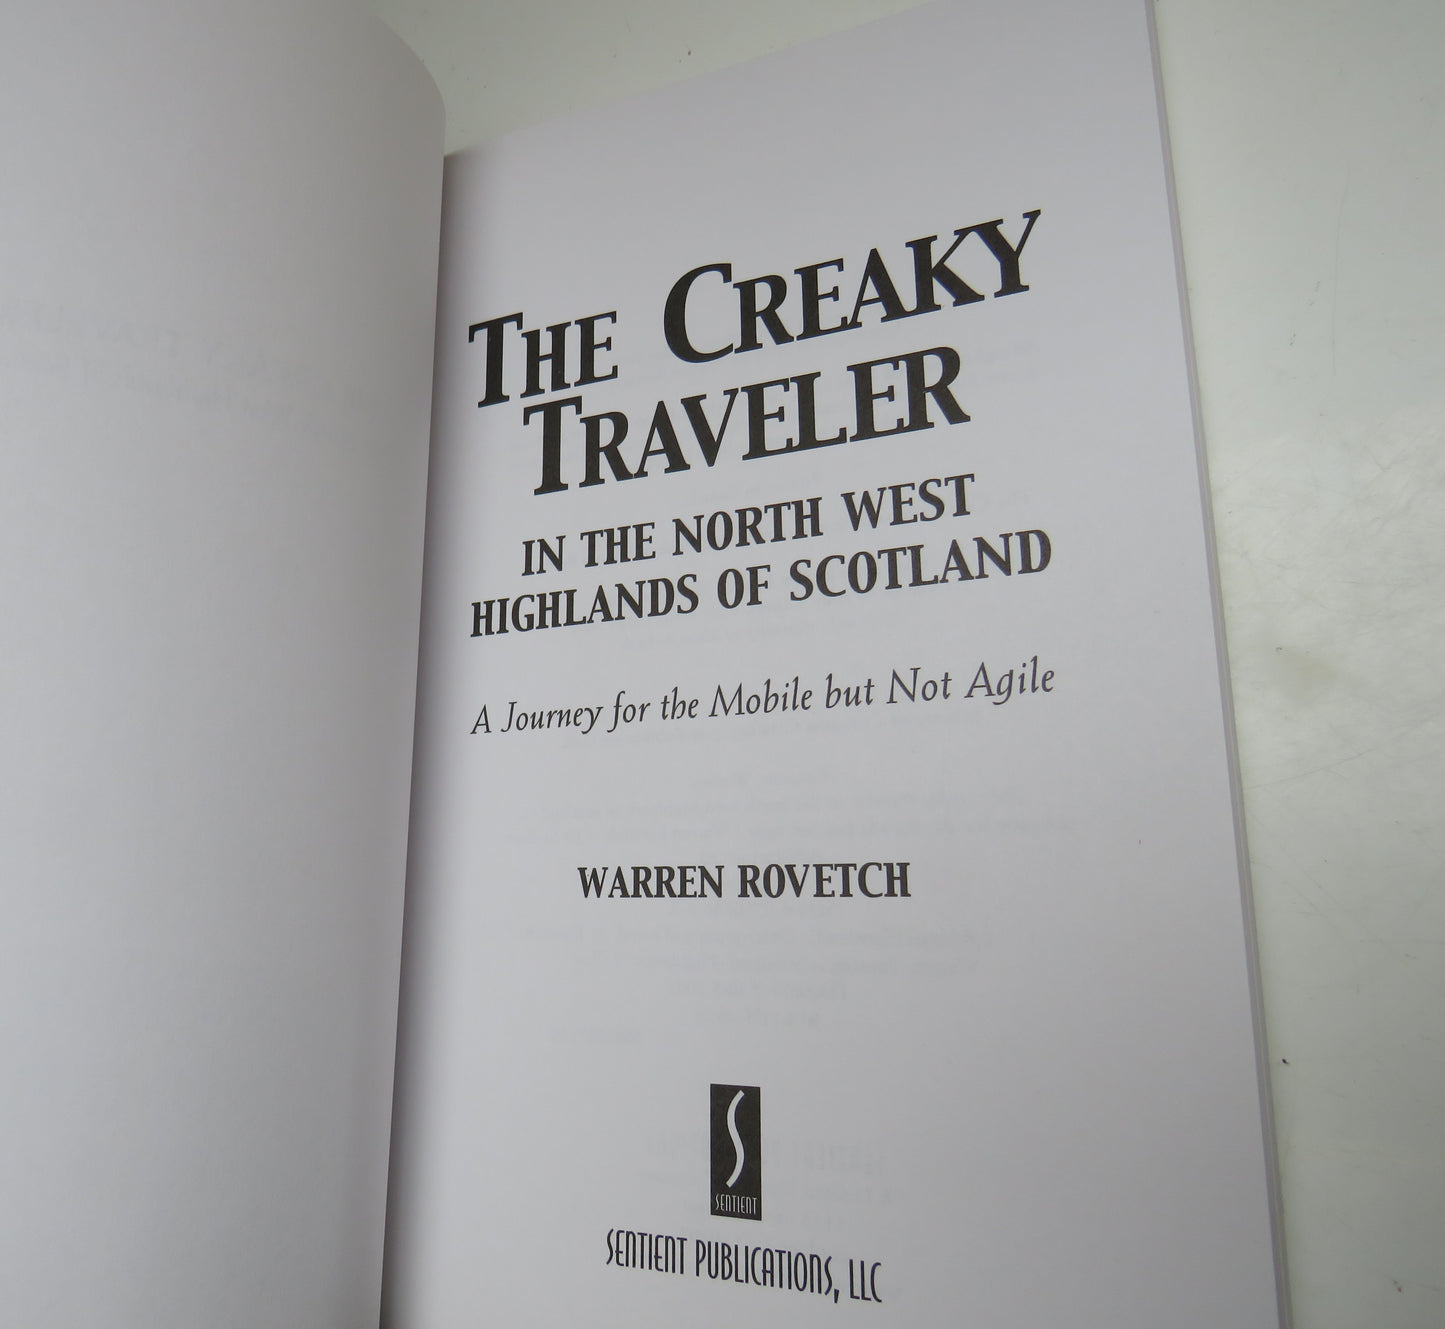 THE CREAKY
TRAVELER
IN THE NORTH WEST
HIGHLANDS OF SCOTLAND
A Journey for the Mobile but Not Agile
WARREN ROVETCH
SENTIENT
SENTIENT PUBLICATIONS, LLC